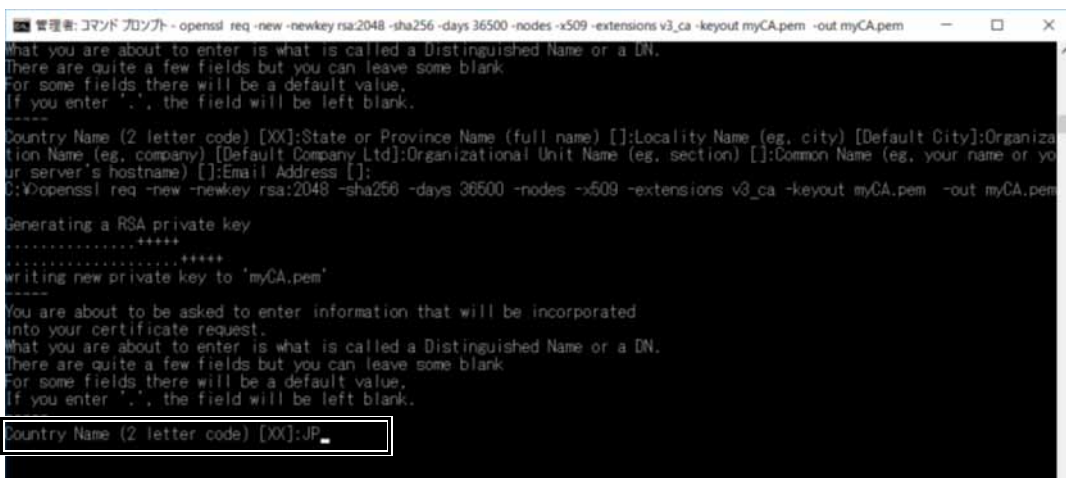 管理者: コマンド プロンプト - openssl req -new -newkey rsa:2048 -sha256 -days 36500 -nodes -x509 -extensions v3_ca -keyout myCA.pem -out myCA.pem
What you are about to enter is what is called a Distinguished Name or a DN.
There are quite a few fields but you can leave some blank
For some fields there will be a default value,
If you enter '.', the field will be left blank.
-----
Country Name (2 letter code) [XX]:State or Province Name (full name) []:Locality Name (eg, city) [Default City]:Organiza
tion Name (eg, company) [Default Company Ltd]:Organizational Unit Name (eg, section) []:Common Name (eg, your name or yo
ur server's hostname) []:Email Address []:
C:¥>openssl req -new -newkey rsa:2048 -sha256 -days 36500 -nodes -x509 -extensions v3_ca -keyout myCA.pem  -out myCA.pem
Generating a RSA private key
...............+++++
....................+++++
writing new private key to 'myCA.pem'
-----
You are about to be asked to enter information that will be incorporated
into your certificate request.
What you are about to enter is what is called a Distinguished Name or a DN.
There are quite a few fields but you can leave some blank
For some fields there will be a default value,
If you enter '.', the field will be left blank.
-----
Country Name (2 letter code) [XX]:JP